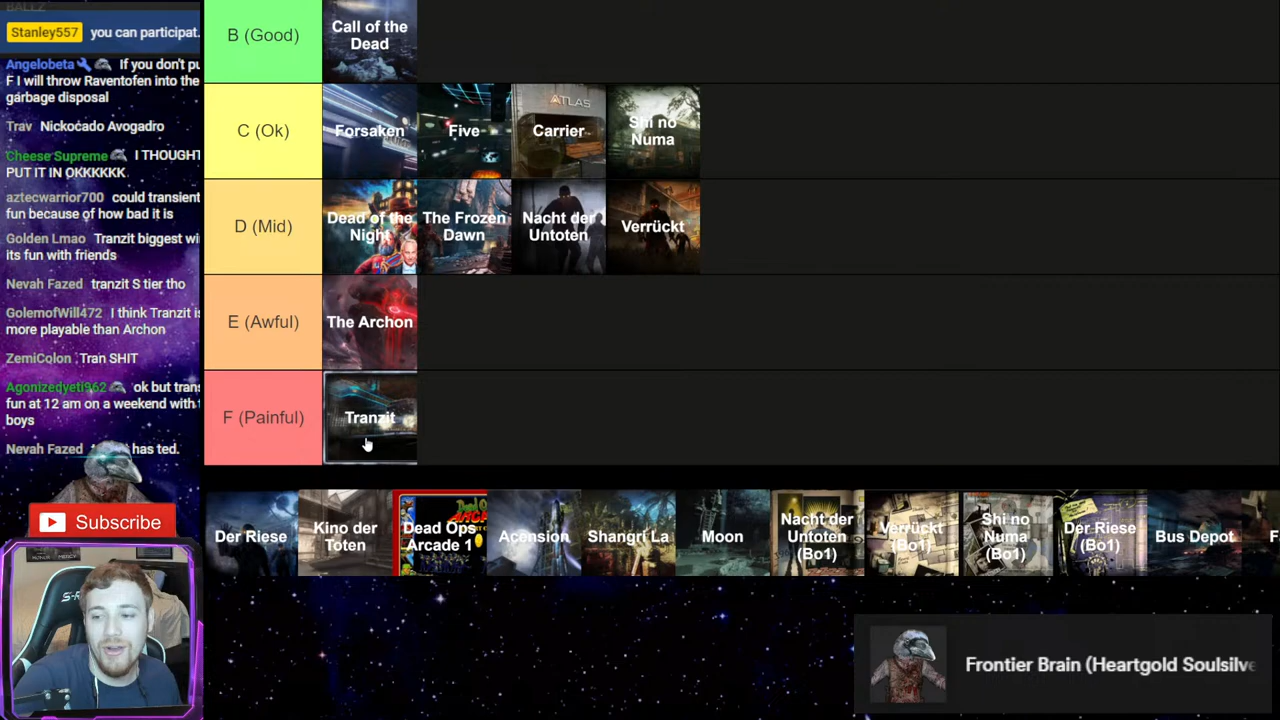 BALLZ
Stanley557 you can participat.
Angelobeta If you don't pu
F I will throw Raventofen into the
garbage disposal
Trav Nickocado Avogadro
Cheese Supreme I THOUGHT
PUT IT IN OKKKKKK
aztecwarrior700 could transient
fun because of how bad it is
Golden Lmao Tranzit biggest wi
its fun with friends
Nevah Fazed tranzit S tier tho
GolemofWill472 I think Tranzit is
more playable than Archon
ZemiColon Tran SHIT
Agonizedyeti962 ok but tran
fun at 12 am on a weekend with
boys
Nevah Fazed has ted.
Subscribe
B (Good)
Call of the
Dead
C (Ok)
Forsaken
Five
ATLAS
Carrier
Shi no
Numa
D (Mid)
Dead of the
Night
The Frozen
Dawn
Nacht der
Untoten
Verrückt
E (Awful)
The Archon
F (Painful)
Tranzit
Der Riese
Kino der
Toten
Dead Ops
Arcade 1
Acension
Shangri La
Moon
Nacht der
Untoten
(Bo1)
Verrückt
(Bo1)
Shi no
Numa
(Bo1)
Der Riese
(Bo1)
Bus Depot
Frontier Brain (Heartgold Soulsilve